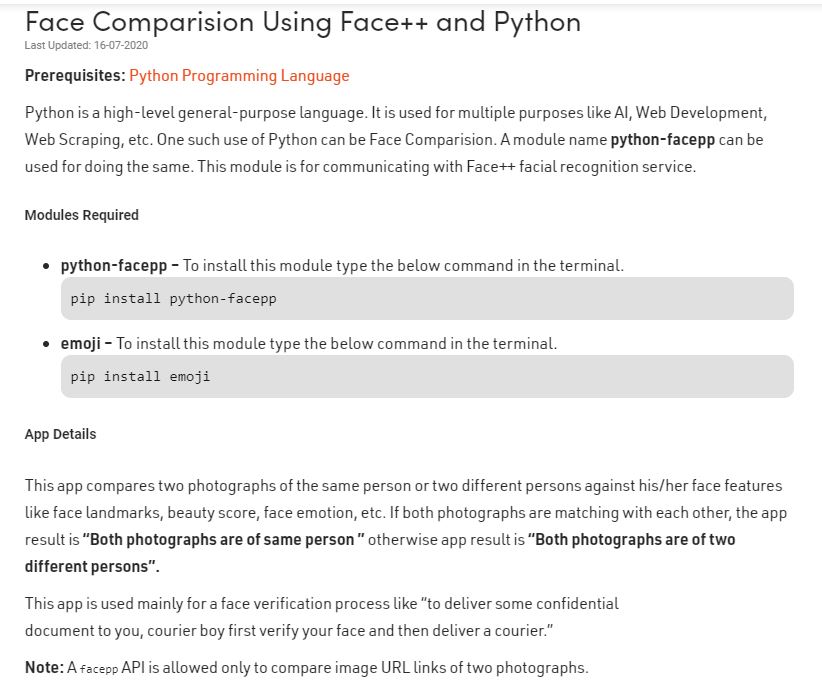 Face Comparision Using Face++ and Python
Last Updated: 16-07-2020
Prerequisites: Python Programming Language
Python is a high-level general-purpose language. It is used for multiple purposes like AI, Web Development,
Web Scraping, etc. One such use of Python can be Face Comparision. A module name python-facepp can be
used for doing the same. This module is for communicating with Face++ facial recognition service.
Modules Required
• python-facepp – To install this module type the below command in the terminal.
pip install python-facepp
• emoji – To install this module type the below command in the terminal.
pip install emoji
App Details
This app compares two photographs of the same person or two different persons against his/her face features
like face landmarks, beauty score, face emotion, etc. If both photographs are matching with each other, the app
result is “Both photographs are of same person ” otherwise app result is “Both photographs are of two
different persons”.
This app is used mainly for a face verification process like “to deliver some confidential
document to you, courier boy first verify your face and then deliver a courier.”
Note: A facepp API is allowed only to compare image URL links of two photographs.